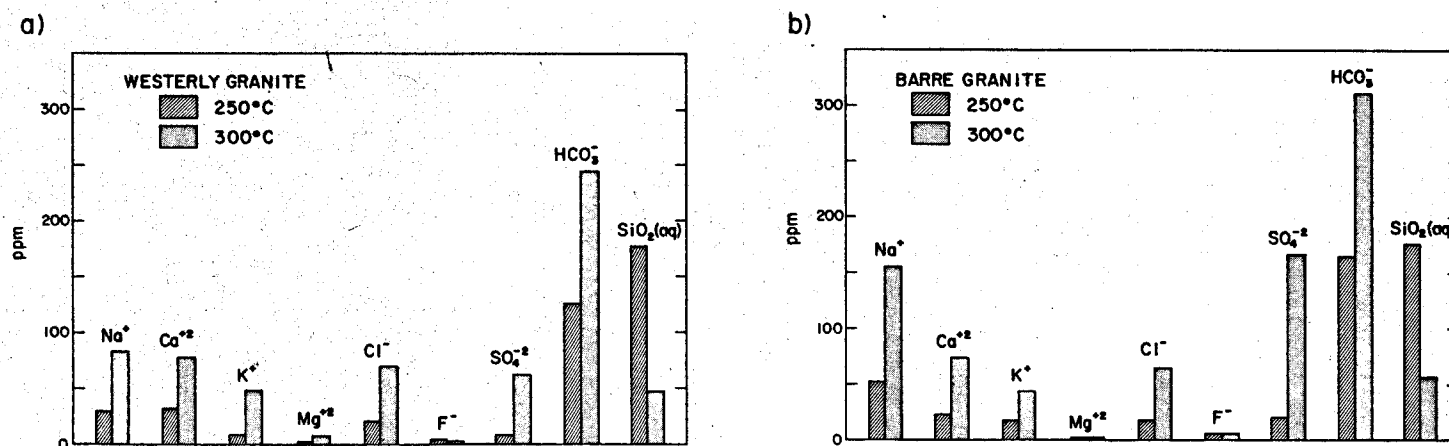 a)
WESTERLY GRANITE
250°C
300°C
ppm
300
200
100
0
Na⁺
Ca⁺²
K⁺
Mg⁺²
Cl⁻
F⁻
SO₄⁻²
HCO₃⁻
SiO₂(aq)
b)
BARRE GRANITE
250°C
300°C
ppm
300
200
100
0
Na⁺
Ca⁺²
K⁺
Mg⁺²
Cl⁻
F⁻
SO₄⁻²
HCO₃⁻
SiO₂(aq